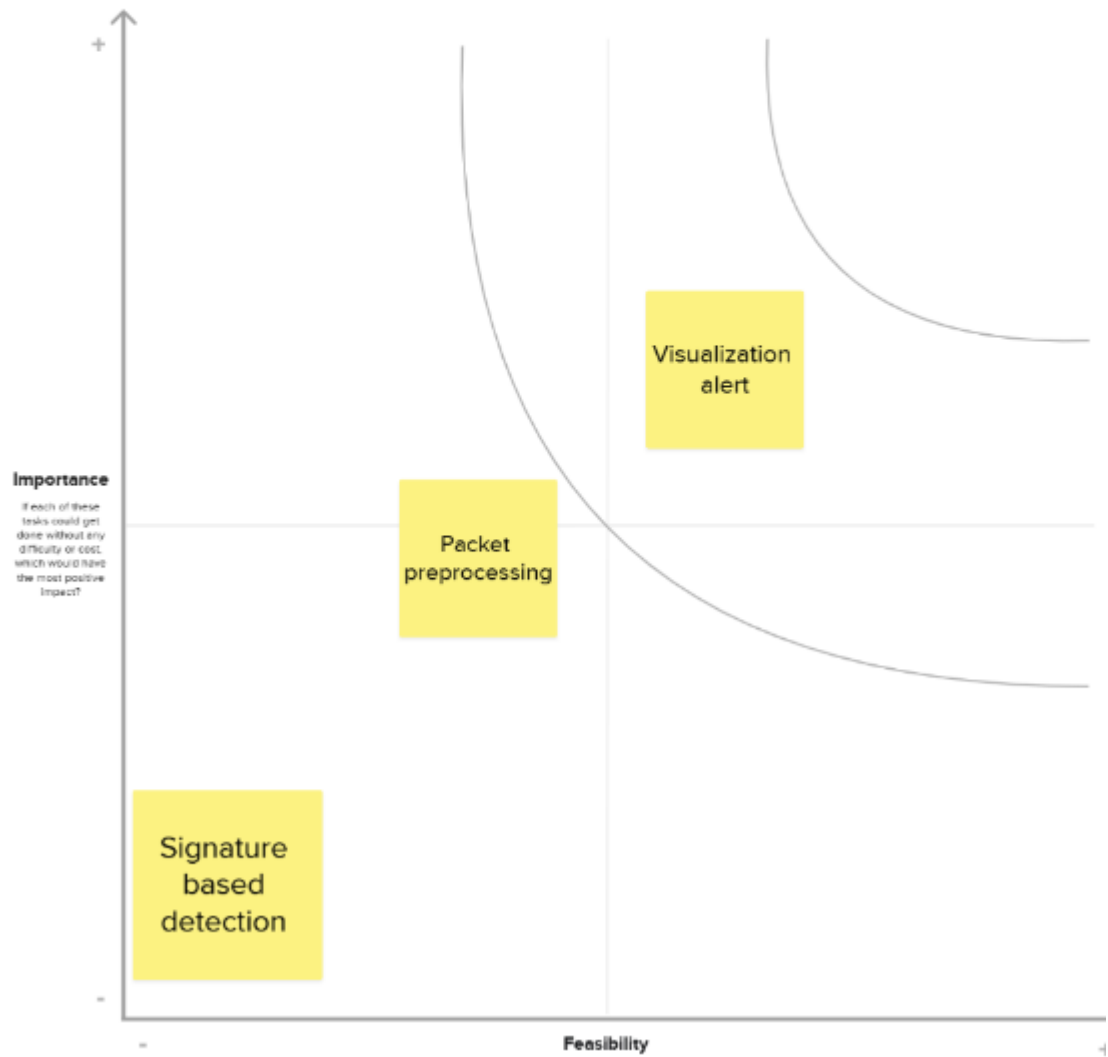 +
Visualization
alert
Importance
If each of these
tasks could get
done without any
difficulty or cost,
which would have
the most positive
impact?
Packet
preprocessing
Signature
based
detection
-
-
Feasibility
+